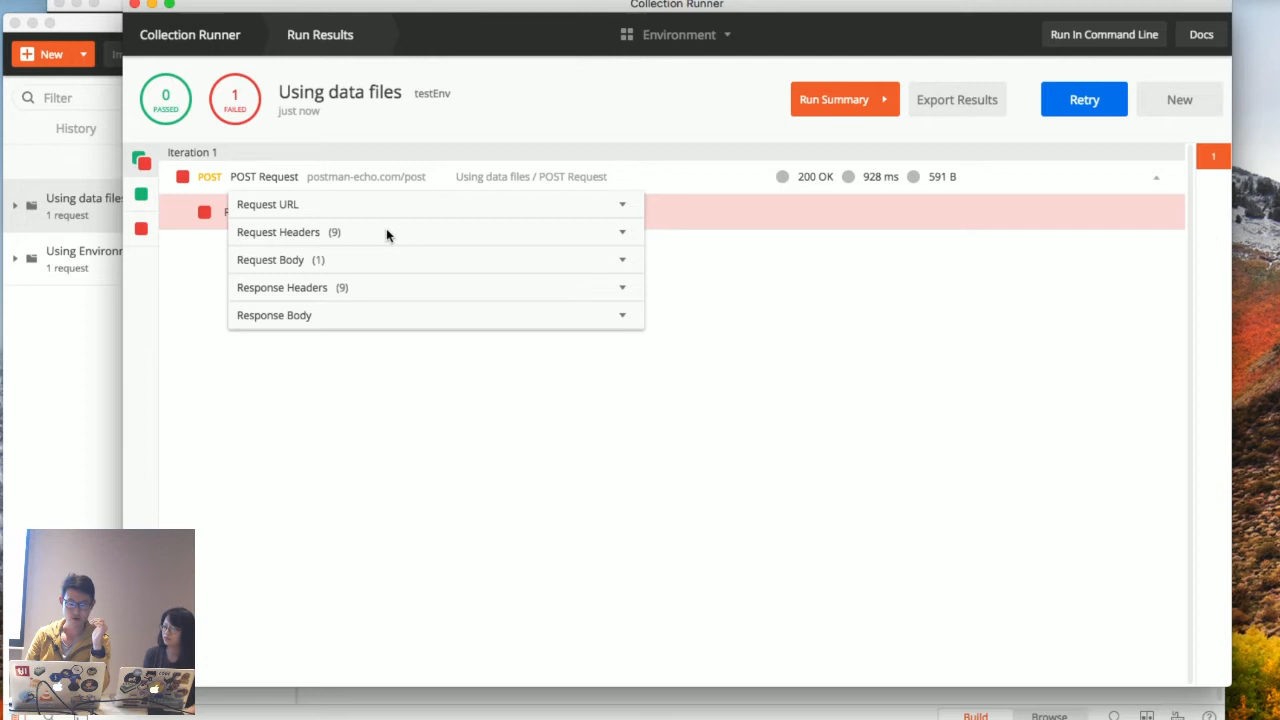 Collection Runner
New
Collection Runner
Run Results
Environment
Run In Command Line
Docs
Filter
History
0
PASSED
1
FAILED
Using data files
testEnv
just now
Run Summary
Export Results
Retry
New
Iteration 1
1
POST
POST Request
postman-echo.com/post
Using data files / POST Request
200 OK
928 ms
591 B
Using data files
1 request
Using Environ
1 request
Request URL
Request Headers (9)
Request Body (1)
Response Headers (9)
Response Body
Build
Browse